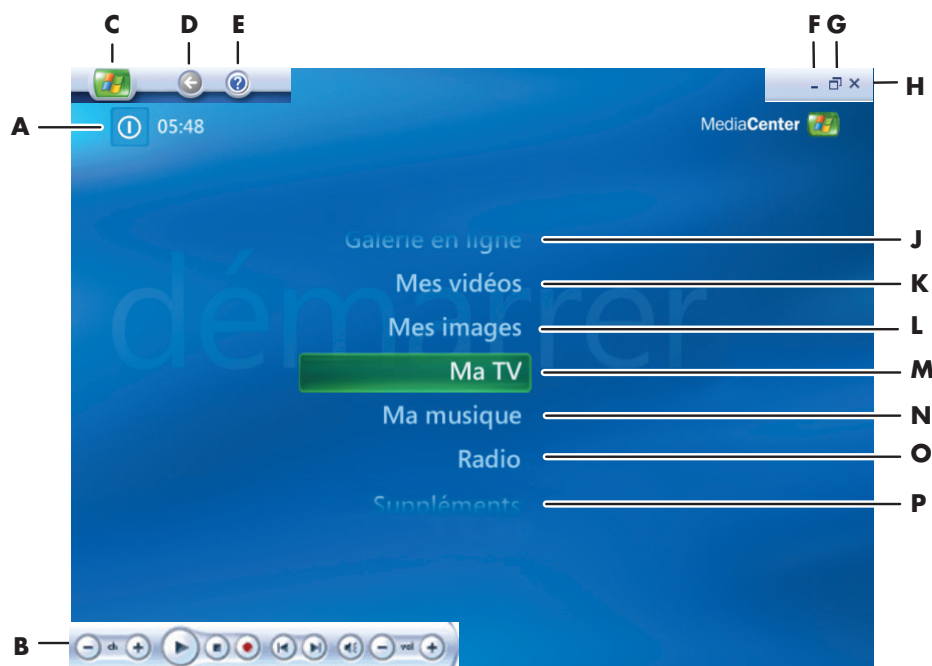 C D E F G
H
A 05:48 MediaCenter
démarrer
Galerie en ligne J
Mes vidéos K
Mes images L
Ma TV M
Ma musique N
Radio O
Suppléments P
B ch vol